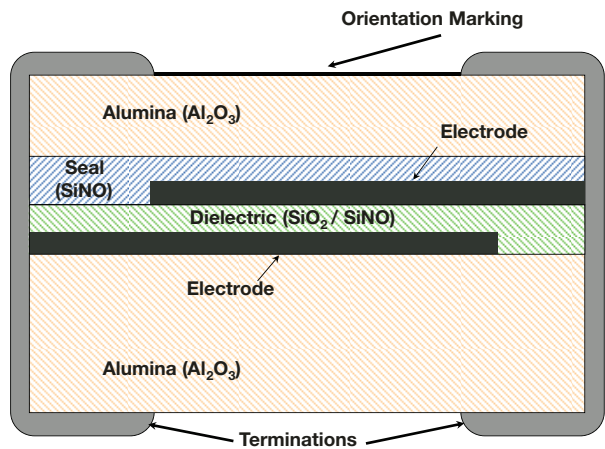 Orientation Marking
Alumina (Al₂O₃)
Electrode
Seal
(SiNO)
Dielectric (SiO₂ / SiNO)
Electrode
Alumina (Al₂O₃)
Terminations